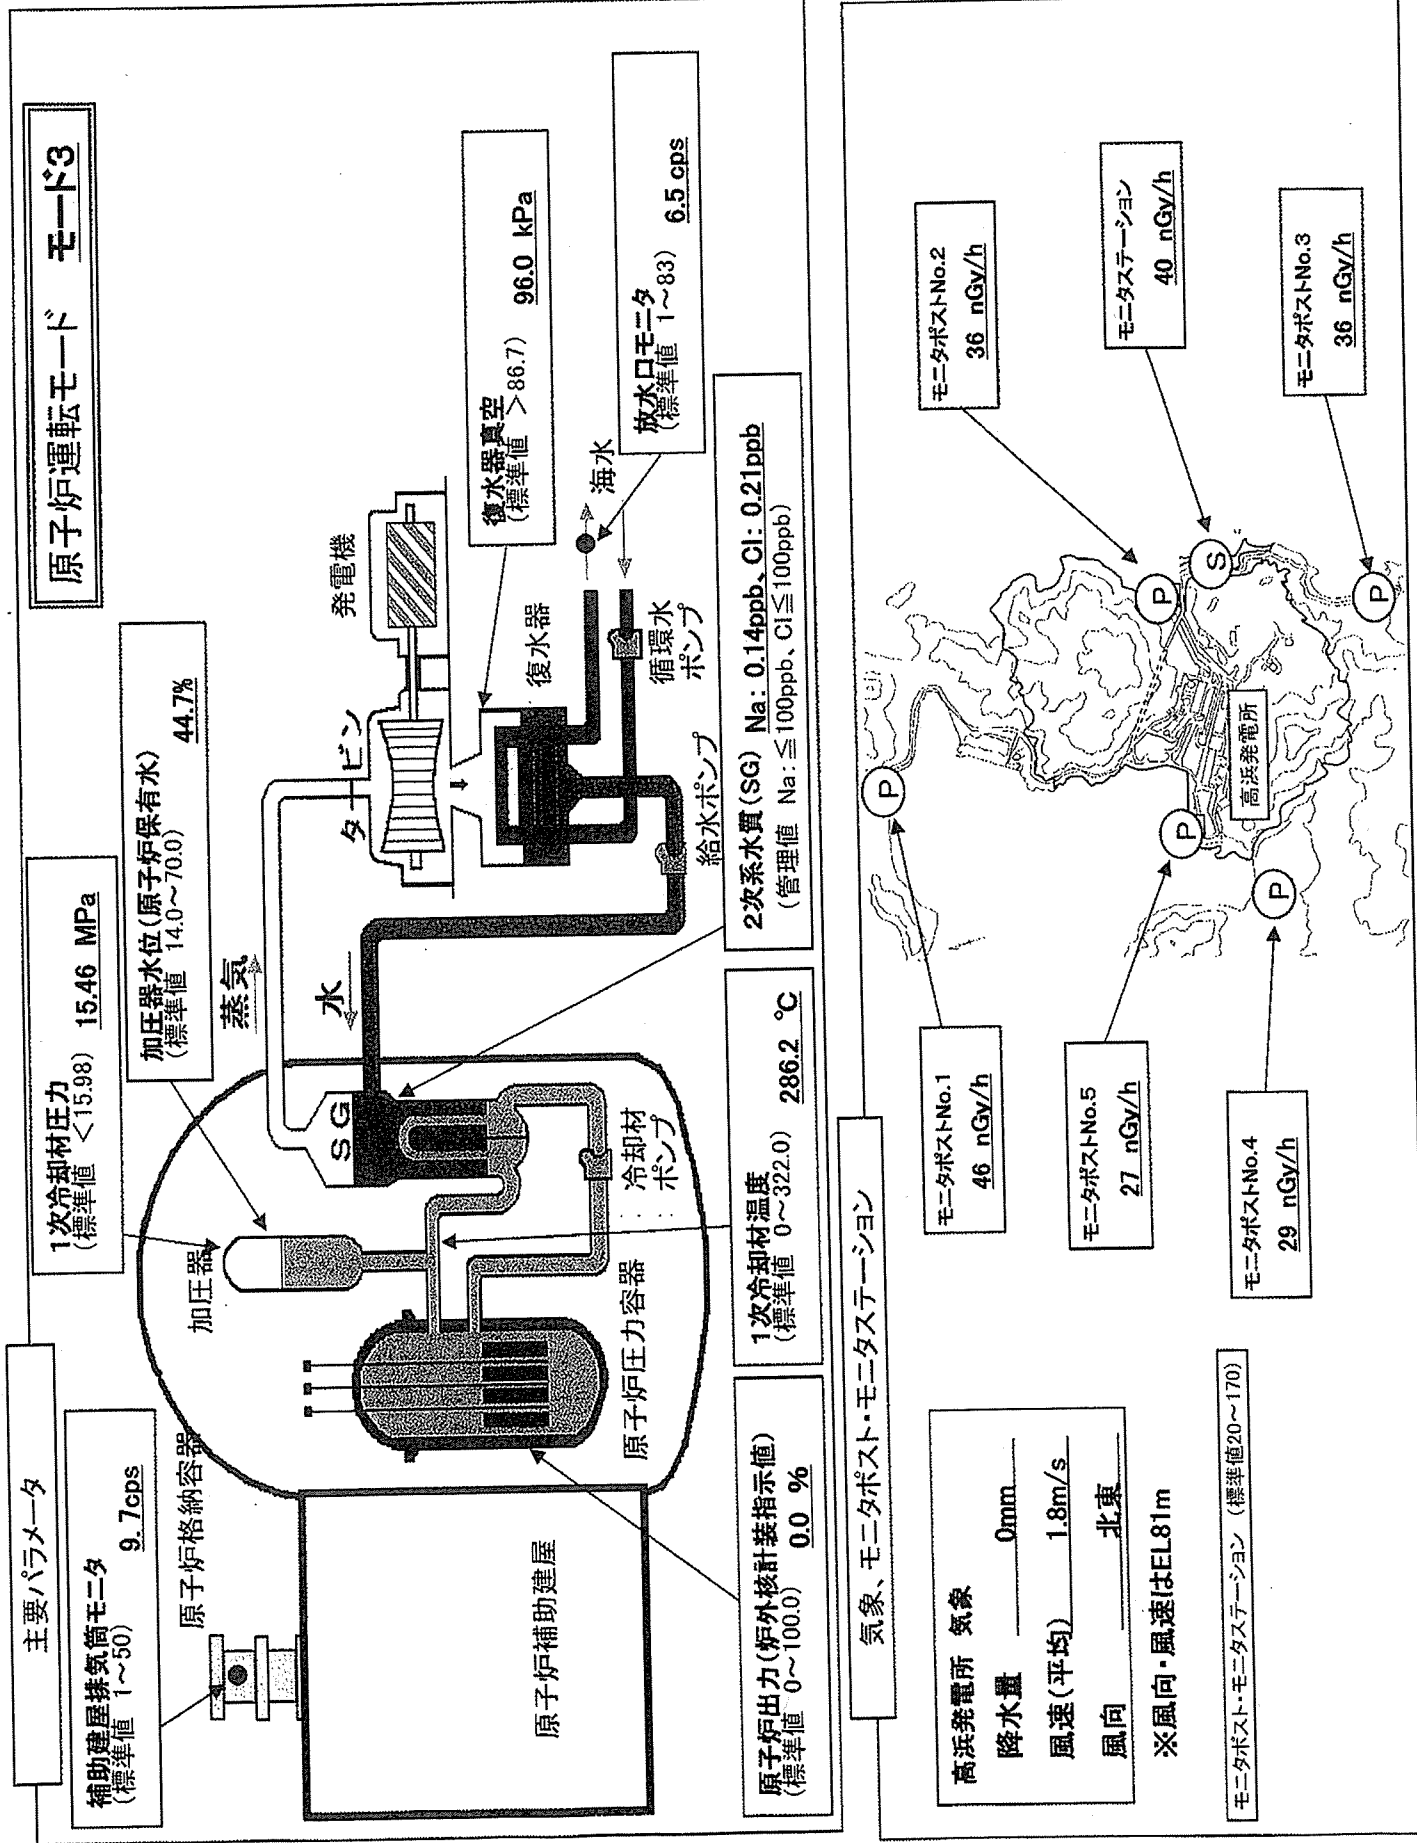 主要パラメータ
原子炉運転モード モード3
補助建屋排気筒モニタ
(標準値 1~50) 9.7cps
1次冷却材圧力
(標準値 <15.98) 15.46 MPa
加圧器水位(原子炉保有水)
(標準値 14.0~70.0) 44.7%
原子炉格納容器
加圧器
蒸気
水
SG
タービン
発電機
復水器真空
(標準値 >86.7) 96.0 kPa
復水器
海水
放水口モニタ
(標準値 1~83) 6.5 cps
循環水
ポンプ
給水ポンプ
冷却材
ポンプ
原子炉圧力容器
原子炉補助建屋
原子炉出力(炉外核計装指示値)
(標準値 0~100.0) 0.0 %
1次冷却材温度
(標準値 0~322.0) 286.2 ℃
2次系水質(SG) Na: 0.14ppb、Cl: 0.21ppb
(管理値 Na:≦100ppb、Cl≦100ppb)
気象、モニタポスト・モニタステーション
高浜発電所 気象
降水量 0mm
風速(平均) 1.8m/s
風向 北東
※風向・風速はEL81m
モニタポスト・モニタステーション (標準値20~170)
モニタポストNo.1
46 nGy/h
モニタポストNo.5
27 nGy/h
モニタポストNo.4
29 nGy/h
P
P
P
高浜発電所
P
S
P
モニタポストNo.2
36 nGy/h
モニタステーション
40 nGy/h
モニタポストNo.3
36 nGy/h